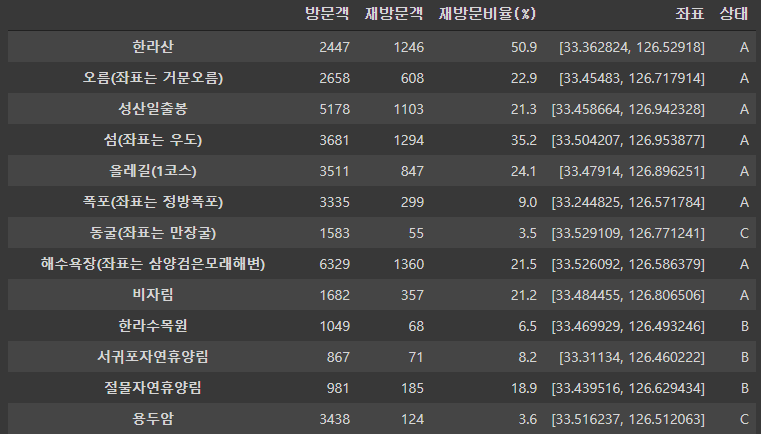 방문객 재방문객 재방문비율(%) 좌표 상태
한라산 2447 1246 50.9 [33.362824, 126.52918] A
오름(좌표는 거문오름) 2658 608 22.9 [33.45483, 126.717914] A
성산일출봉 5178 1103 21.3 [33.458664, 126.942328] A
섬(좌표는 우도) 3681 1294 35.2 [33.504207, 126.953877] A
올레길(1코스) 3511 847 24.1 [33.47914, 126.896251] A
폭포(좌표는 정방폭포) 3335 299 9.0 [33.244825, 126.571784] A
동굴(좌표는 만장굴) 1583 55 3.5 [33.529109, 126.771241] C
해수욕장(좌표는 삼양검은모래해변) 6329 1360 21.5 [33.526092, 126.586379] A
비자림 1682 357 21.2 [33.484455, 126.806506] A
한라수목원 1049 68 6.5 [33.469929, 126.493246] B
서귀포자연휴양림 867 71 8.2 [33.31134, 126.460222] B
절물자연휴양림 981 185 18.9 [33.439516, 126.629434] B
용두암 3438 124 3.6 [33.516237, 126.512063] C